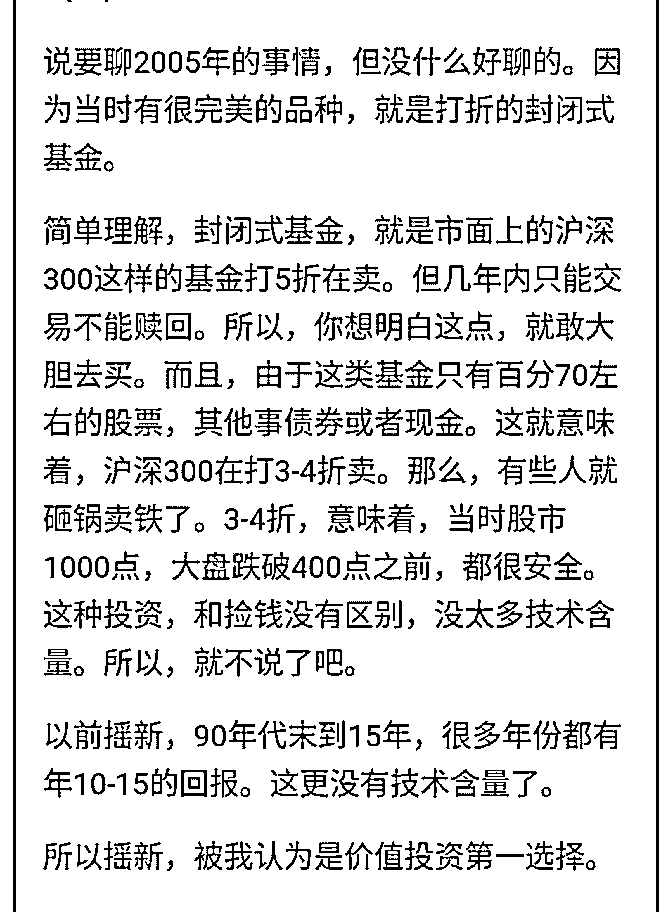 说要聊2005年的事情，但没什么好聊的。因
为当时有很完美的品种，就是打折的封闭式
基金。
简单理解，封闭式基金，就是市面上的沪深
300这样的基金打5折在卖。但几年内只能交
易不能赎回。所以，你想明白这点，就敢大
胆去买。而且，由于这类基金只有百分70左
右的股票，其他事债券或者现金。这就意味
着，沪深300在打3-4折卖。那么，有些人就
砸锅卖铁了。3-4折，意味着，当时股市
1000点，大盘跌破400点之前，都很安全。
这种投资，和捡钱没有区别，没太多技术含
量。所以，就不说了吧。
以前摇新，90年代末到15年，很多年份都有
年10-15的回报。这更没有技术含量了。
所以摇新，被我认为是价值投资第一选择。